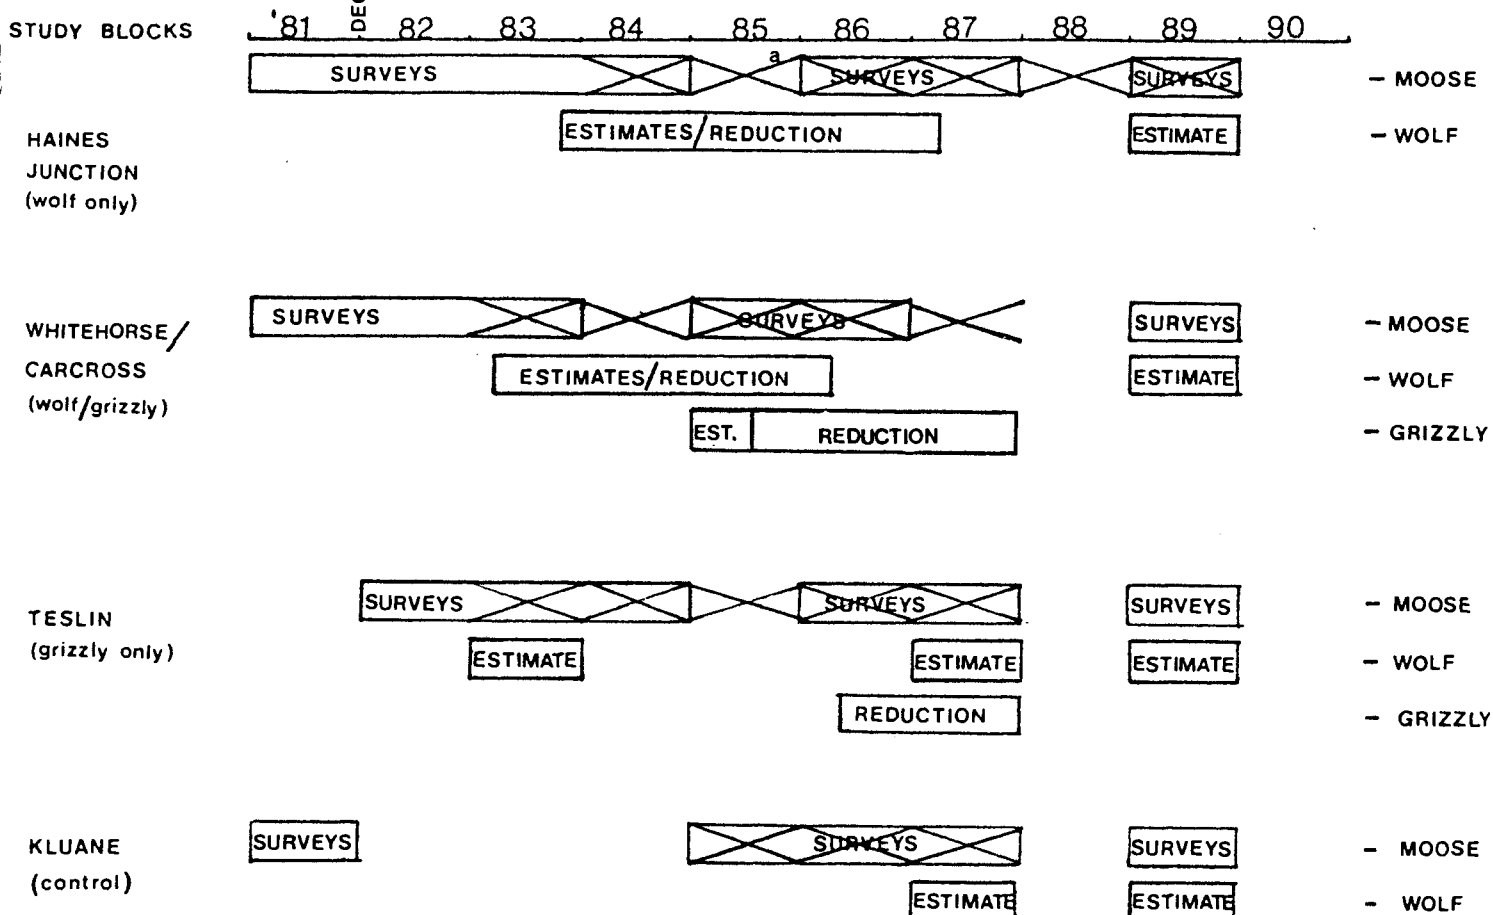 STUDY BLOCKS '81 DEC 82 83 84 85 86 87 88 89 90
a
SURVEYS SURVEYS SURVEYS - MOOSE
HAINES ESTIMATES/REDUCTION ESTIMATE - WOLF
JUNCTION
(wolf only)
WHITEHORSE/ SURVEYS SURVEYS SURVEYS - MOOSE
CARCROSS ESTIMATES/REDUCTION ESTIMATE - WOLF
(wolf/grizzly)
EST. REDUCTION - GRIZZLY
TESLIN SURVEYS SURVEYS SURVEYS - MOOSE
(grizzly only) ESTIMATE ESTIMATE ESTIMATE - WOLF
REDUCTION - GRIZZLY
KLUANE SURVEYS SURVEYS SURVEYS - MOOSE
(control)
ESTIMATE ESTIMATE - WOLF